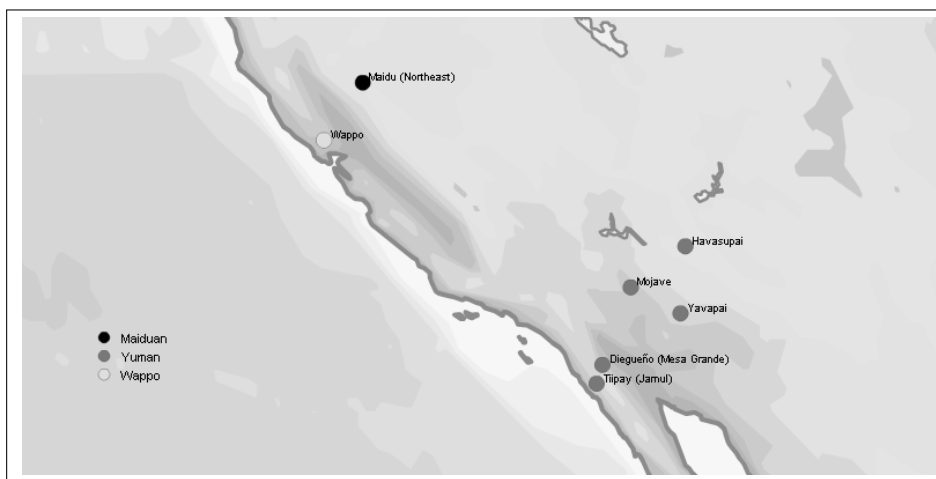 Maidu (Northeast)
Wappo
Havasupai
Mojave
Yavapai
Diegueño (Mesa Grande)
Tiipay (Jamul)
Maiduan
Yuman
Wappo